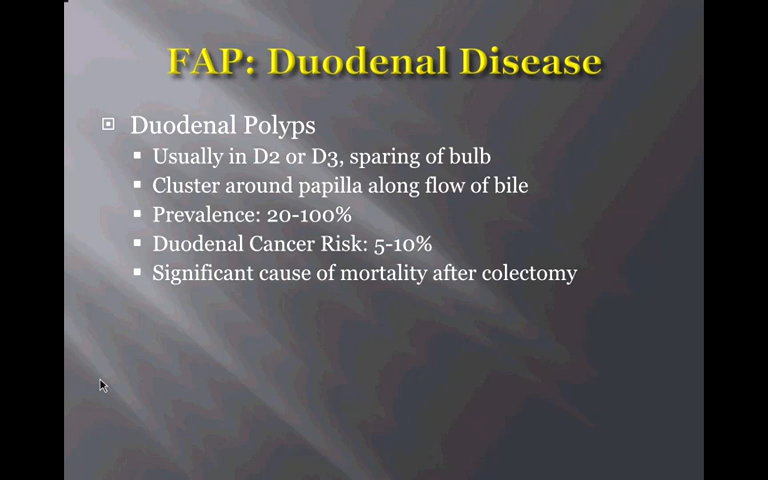 FAP: Duodenal Disease
Duodenal Polyps
Usually in D2 or D3, sparing of bulb
Cluster around papilla along flow of bile
Prevalence: 20-100%
Duodenal Cancer Risk: 5-10%
Significant cause of mortality after colectomy